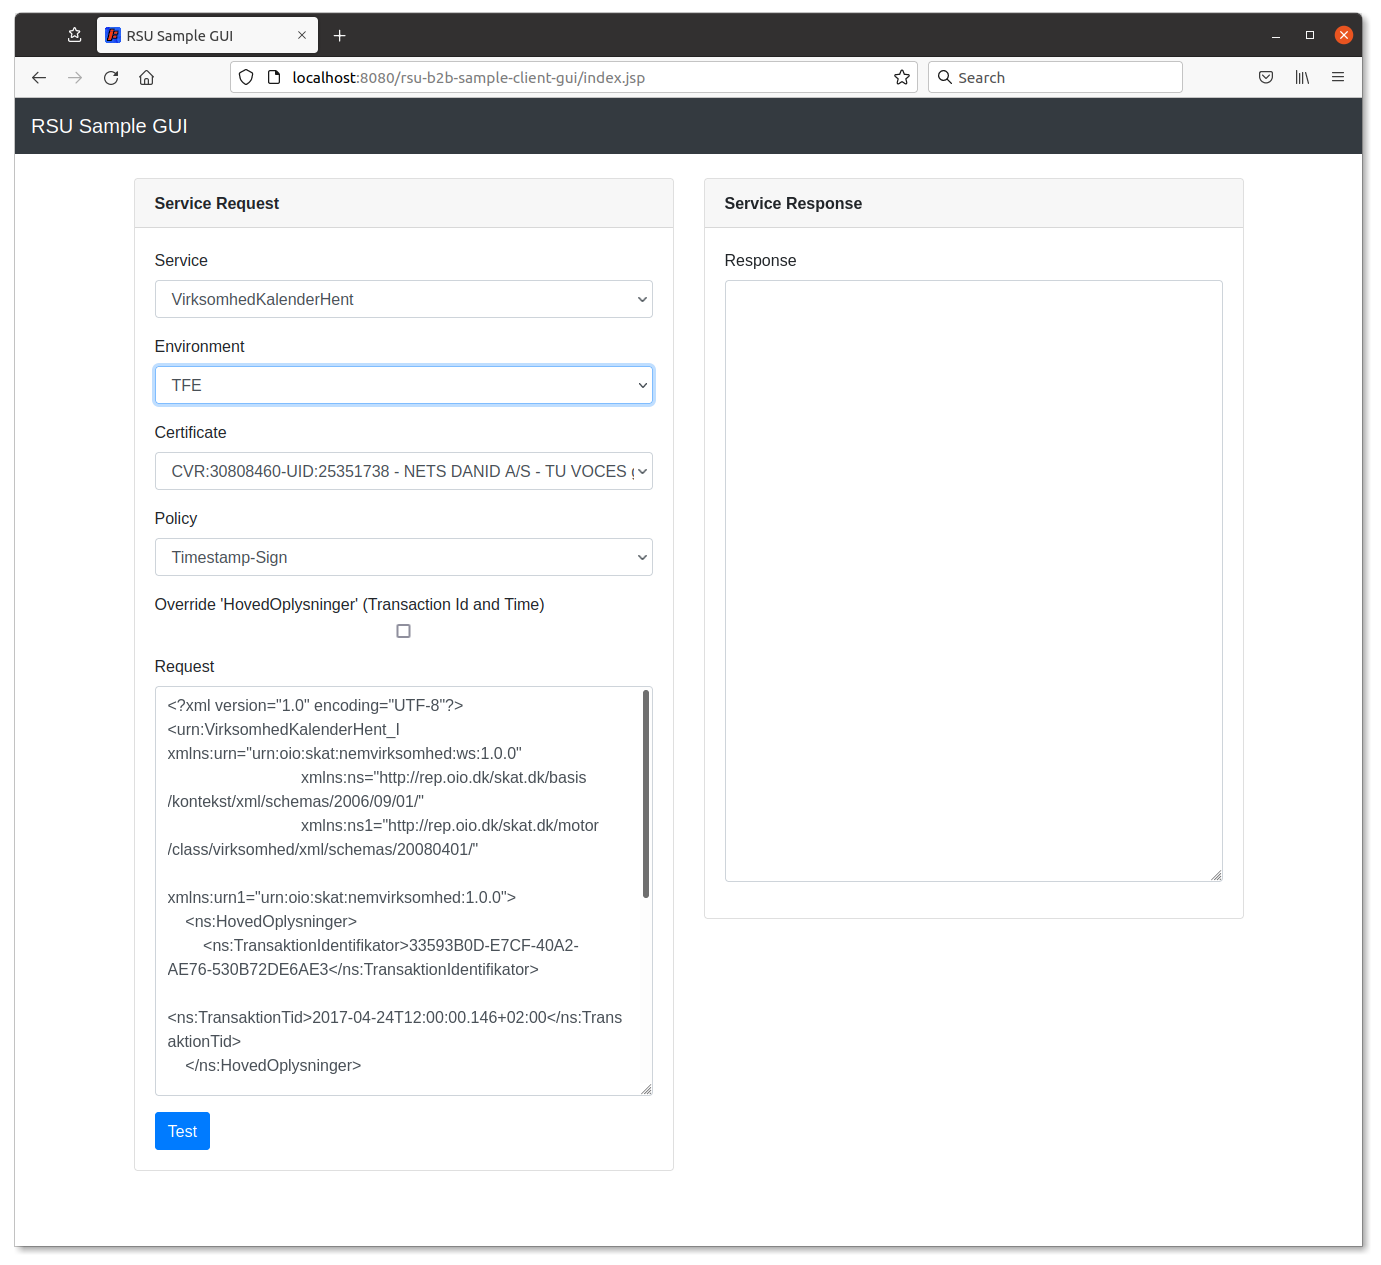 RSU Sample GUI
localhost:8080/rsu-b2b-sample-client-gui/index.jsp
Search
RSU Sample GUI
Service Request
Service
VirksomhedKalenderHent
Environment
TFE
Certificate
CVR:30808460-UID:25351738 - NETS DANID A/S - TU VOCES
Policy
Timestamp-Sign
Override 'HovedOplysninger' (Transaction Id and Time)
Request
<?xml version="1.0" encoding="UTF-8"?>
<urn:VirksomhedKalenderHent_I
xmlns:urn="urn:oio:skat:nemvirksomhed:ws:1.0.0"
xmlns:ns="http://rep.oio.dk/skat.dk/basis
/kontekst/xml/schemas/2006/09/01/"
xmlns:ns1="http://rep.oio.dk/skat.dk/motor
/class/virksomhed/xml/schemas/20080401/"
xmlns:urn1="urn:oio:skat:nemvirksomhed:1.0.0">
<ns:HovedOplysninger>
<ns:TransaktionIdentifikator>33593B0D-E7CF-40A2-
AE76-530B72DE6AE3</ns:TransaktionIdentifikator>
<ns:TransaktionTid>2017-04-24T12:00:00.146+02:00</ns:Trans
aktionTid>
</ns:HovedOplysninger>
Test
Service Response
Response